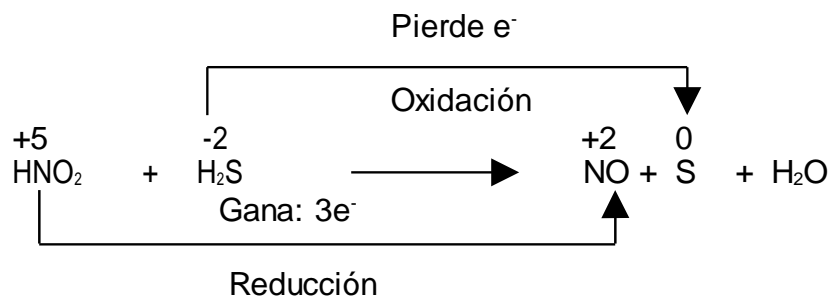 Pierde e⁻
Oxidación
+5 -2 +2 0
HNO₂ + H₂S NO + S + H₂O
Gana: 3e⁻
Reducción